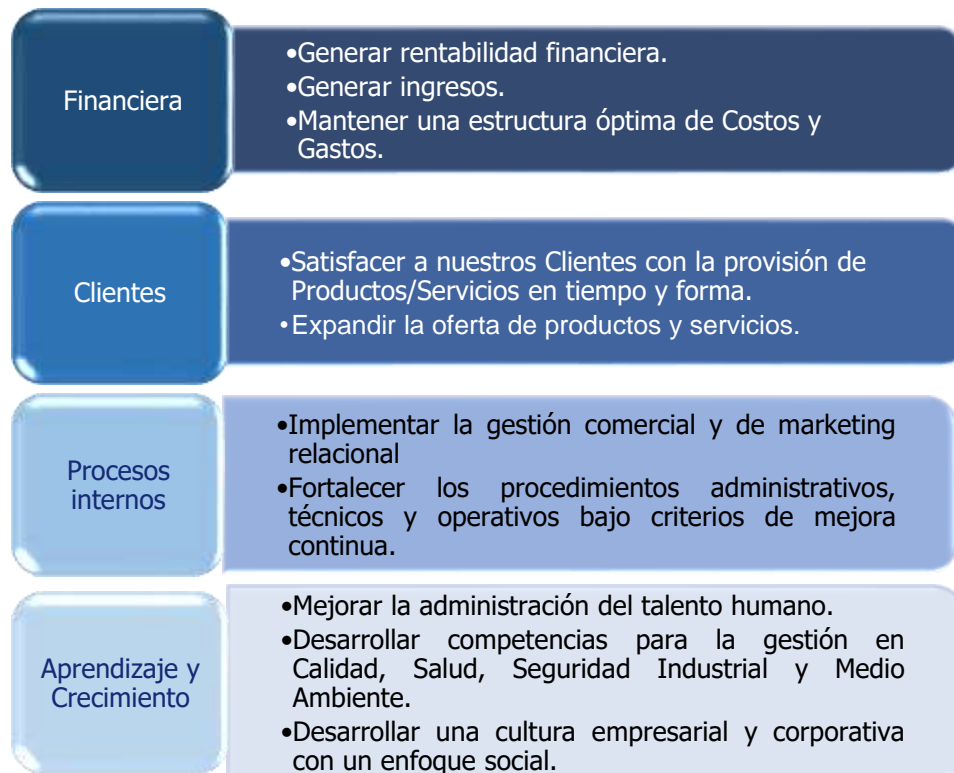 Financiera
•Generar rentabilidad financiera.
•Generar ingresos.
•Mantener una estructura óptima de Costos y
Gastos.
Clientes
•Satisfacer a nuestros Clientes con la provisión de
Productos/Servicios en tiempo y forma.
•Expandir la oferta de productos y servicios.
Procesos
internos
•Implementar la gestión comercial y de marketing
relacional
•Fortalecer los procedimientos administrativos,
técnicos y operativos bajo criterios de mejora
continua.
Aprendizaje y
Crecimiento
•Mejorar la administración del talento humano.
•Desarrollar competencias para la gestión en
Calidad, Salud, Seguridad Industrial y Medio
Ambiente.
•Desarrollar una cultura empresarial y corporativa
con un enfoque social.